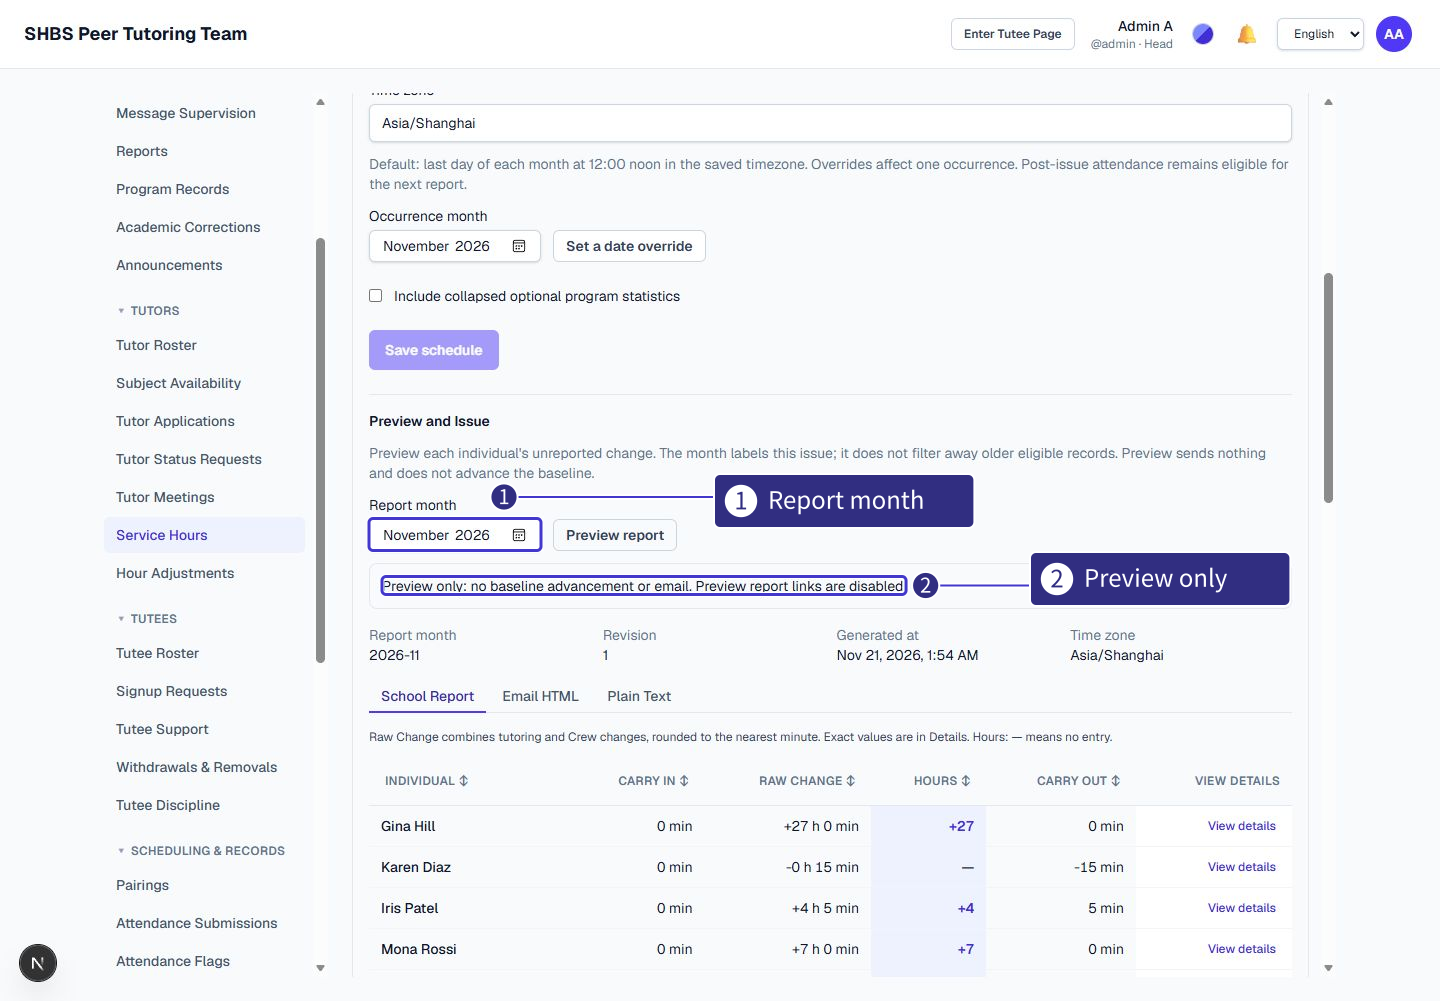 SHBS Peer Tutoring Team
Enter Tutee Page
Admin A
@admin · Head
English
AA
Message Supervision
Reports
Program Records
Academic Corrections
Announcements
TUTORS
Tutor Roster
Subject Availability
Tutor Applications
Tutor Status Requests
Tutor Meetings
Service Hours
Hour Adjustments
TUTEES
Tutee Roster
Signup Requests
Tutee Support
Withdrawals & Removals
Tutee Discipline
SCHEDULING & RECORDS
Pairings
Attendance Submissions
Attendance Flags
N
Time zone
Asia/Shanghai
Default: last day of each month at 12:00 noon in the saved timezone. Overrides affect one occurrence. Post-issue attendance remains eligible for
the next report.
Occurrence month
November 2026
Set a date override
Include collapsed optional program statistics
Save schedule
Preview and Issue
Preview each individual's unreported change. The month labels this issue; it does not filter away older eligible records. Preview sends nothing
and does not advance the baseline.
Report month
1
1 Report month
November 2026
Preview report
Preview only: no baseline advancement or email. Preview report links are disabled
2
2 Preview only
Report month Revision Generated at Time zone
2026-11 1 Nov 21, 2026, 1:54 AM Asia/Shanghai
School Report Email HTML Plain Text
Raw Change combines tutoring and Crew changes, rounded to the nearest minute. Exact values are in Details. Hours: — means no entry.
INDIVIDUAL CARRY IN RAW CHANGE HOURS CARRY OUT VIEW DETAILS
Gina Hill 0 min +27 h 0 min +27 0 min View details
Karen Diaz 0 min -0 h 15 min — -15 min View details
Iris Patel 0 min +4 h 5 min +4 5 min View details
Mona Rossi 0 min +7 h 0 min +7 0 min View details